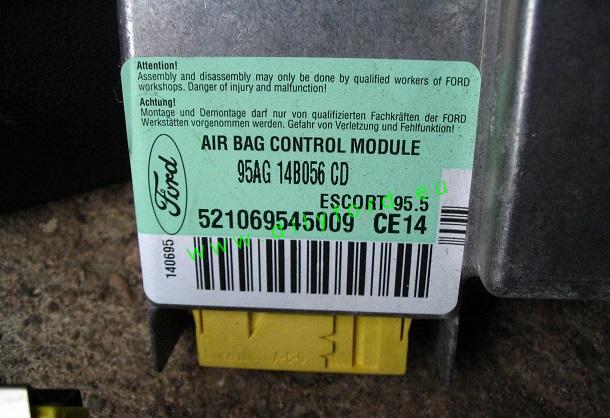 Attention!
Assembly and disassembly may only be done by qualified workers of FORD
workshops. Danger of injury and malfunction!
Achtung!
Montage und Demontage darf nur von qualifizierten Fachkräften der FORD
Werkstätten vorgenommen werden. Gefahr von Verletzung und Fehlfunktion!
AIR BAG CONTROL MODULE
95AG 14B056 CD
Ford
ESCORT 95.5
521069545009 CE14
140695
A-C-G